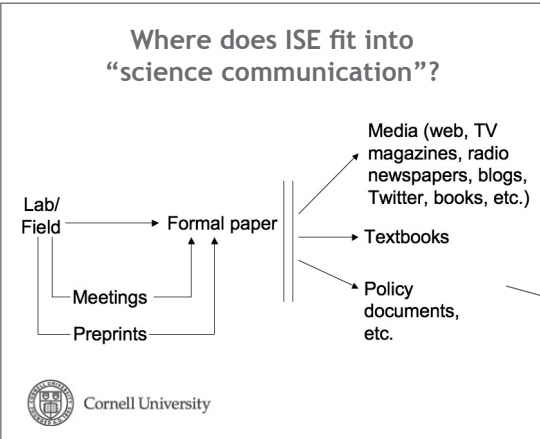 Where does ISE fit into
“science communication”?
Media (web, TV
magazines, radio
newspapers, blogs,
Twitter, books, etc.)
Lab/
Field
Formal paper
Textbooks
Meetings
Preprints
Policy
documents,
etc.
Cornell University